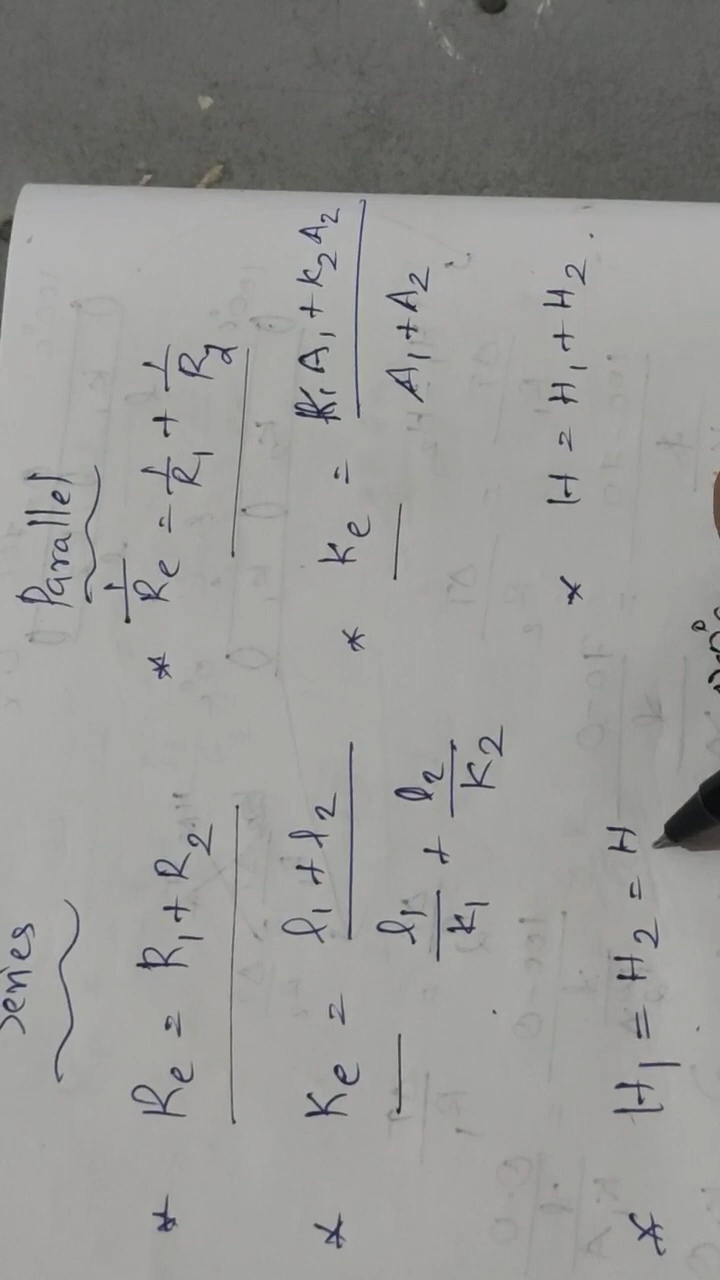 Series
* Re = R1 + R2
* Ke = l1 + l2 / l1/K1 + l2/K2
* H1 = H2 = H
Parallel
* 1/Re = 1/R1 + 1/R2
* Ke = K1A1 + K2A2 / A1 + A2
* H = H1 + H2.